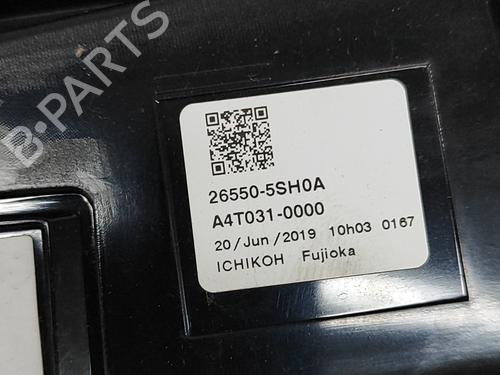 B-PARTS
26550-5SH0A
A4T031-0000
20/Jun/2019 10h03 0167
ICHIKOH Fujioka